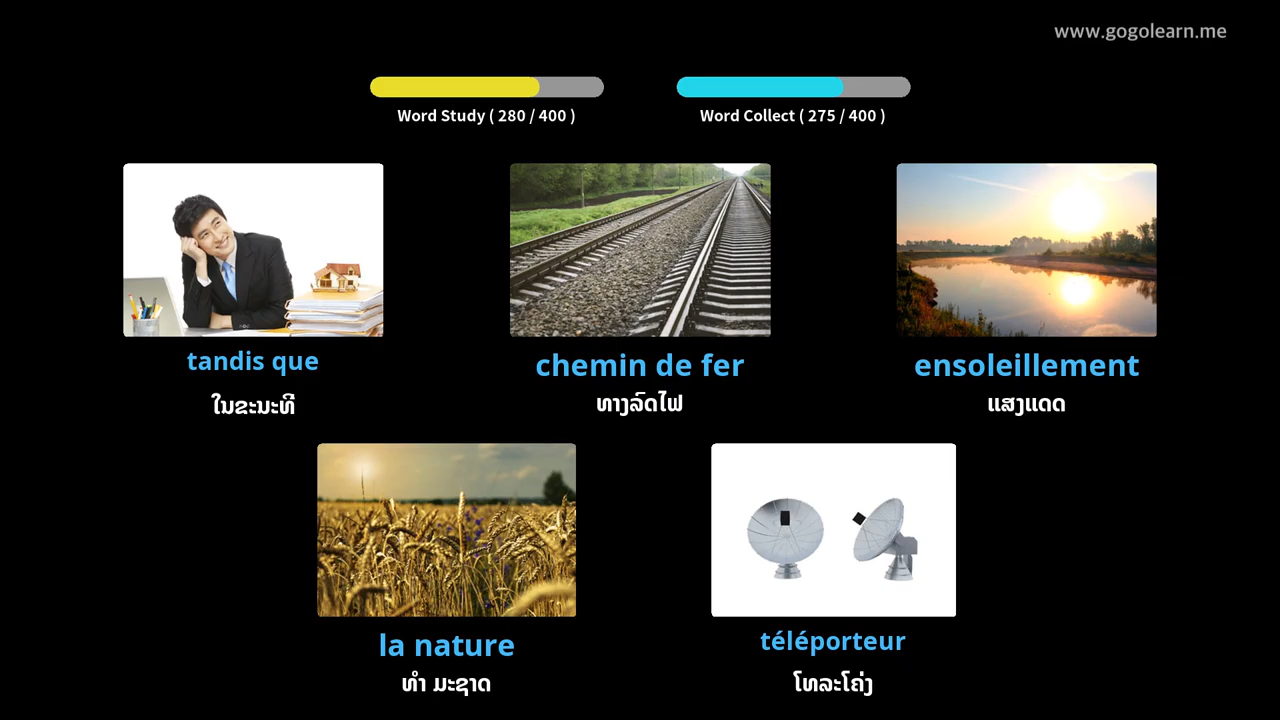 www.gogolearn.me
Word Study ( 280 / 400 )
Word Collect ( 275 / 400 )
tandis que
ໃນຂະນະທີ
chemin de fer
ທາງລົດໄຟ
ensoleillement
ແສງແດດ
la nature
ທຳ ມະຊາດ
téléporteur
ໂທລະໂຄ່ງ